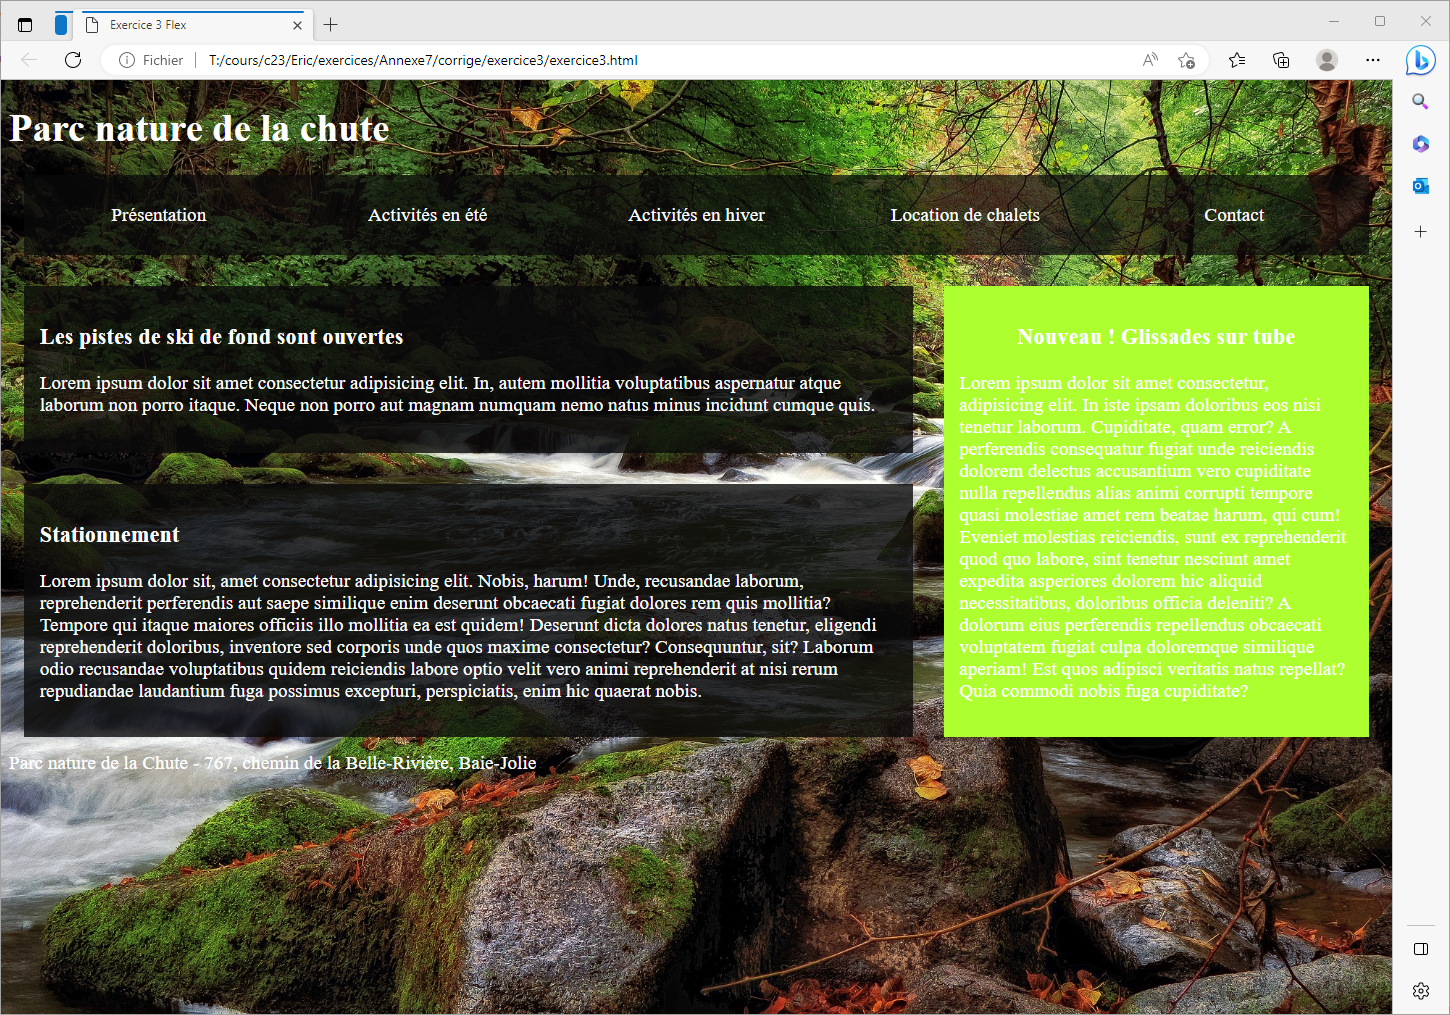 Exercice 3 Flex
Fichier
T:/cours/c23/Eric/exercices/Annexe7/corrige/exercice3/exercice3.html
Parc nature de la chute
Présentation
Activités en été
Activités en hiver
Location de chalets
Contact
Les pistes de ski de fond sont ouvertes
Lorem ipsum dolor sit amet consectetur adipisicing elit. In, autem mollitia voluptatibus aspernatur atque
laborum non porro itaque. Neque non porro aut magnam numquam nemo natus minus incidunt cumque quis.
Stationnement
Lorem ipsum dolor sit, amet consectetur adipisicing elit. Nobis, harum! Unde, recusandae laborum,
reprehenderit perferendis aut saepe similique enim deserunt obcaecati fugiat dolores rem quis mollitia?
Tempore qui itaque maiores officiis illo mollitia ea est quidem! Deserunt dicta dolores natus tenetur, eligendi
reprehenderit doloribus, inventore sed corporis unde quos maxime consectetur? Consequuntur, sit? Laborum
odio recusandae voluptatibus quidem reiciendis labore optio velit vero animi reprehenderit at nisi rerum
repudiandae laudantium fuga possimus excepturi, perspiciatis, enim hic quaerat nobis.
Nouveau ! Glissades sur tube
Lorem ipsum dolor sit amet consectetur,
adipisicing elit. In iste ipsam doloribus eos nisi
tenetur laborum. Cupiditate, quam error? A
perferendis consequatur fugiat unde reiciendis
dolorem delectus accusantium vero cupiditate
nulla repellendus alias animi corrupti tempore
quasi molestiae amet rem beatae harum, qui cum!
Eveniet molestias reiciendis, sunt ex reprehenderit
quod quo labore, sint tenetur nesciunt amet
expedita asperiores dolorem hic aliquid
necessitatibus, doloribus officia deleniti? A
dolorum eius perferendis repellendus obcaecati
voluptatem fugiat culpa doloremque similique
aperiam! Est quos adipisci veritatis natus repellat?
Quia commodi nobis fuga cupiditate?
Parc nature de la Chute - 767, chemin de la Belle-Rivière, Baie-Jolie